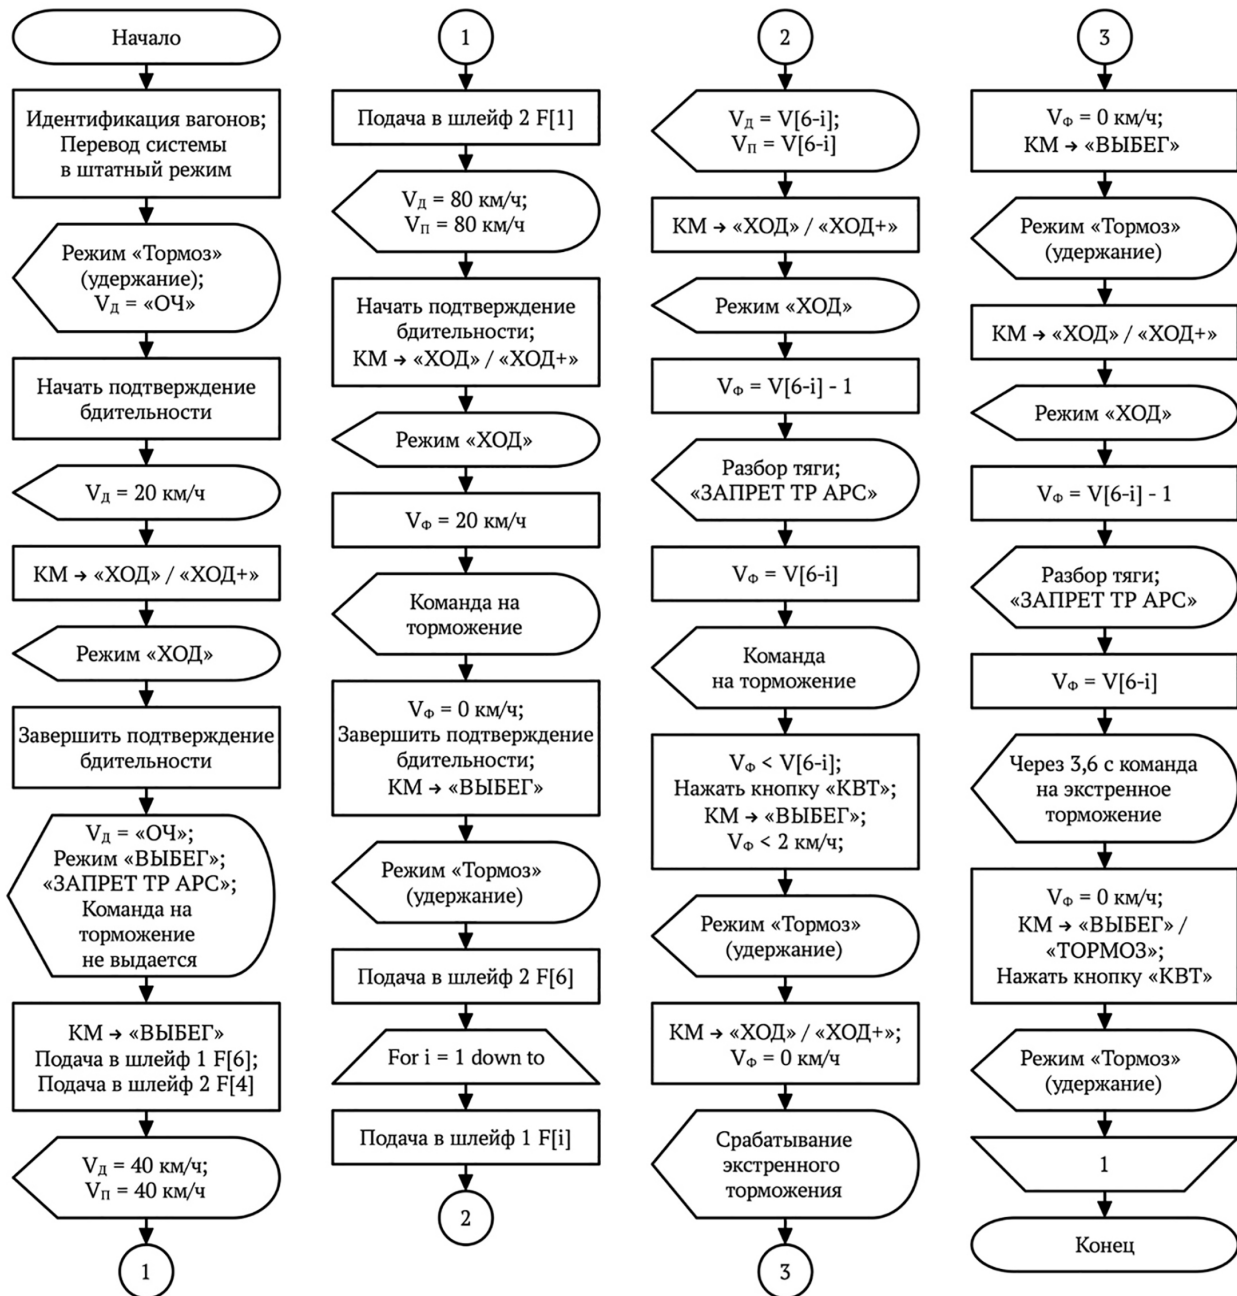 Начало
Идентификация вагонов;
Перевод системы
в штатный режим
Режим «Тормоз»
(удержание);
Vд = «ОЧ»
Начать подтверждение
бдительности
Vд = 20 км/ч
КМ → «ХОД» / «ХОД+»
Режим «ХОД»
Завершить подтверждение
бдительности
Vд = «ОЧ»;
Режим «ВЫБЕГ»;
«ЗАПРЕТ ТР АРС»;
Команда на
торможение
не выдается
КМ → «ВЫБЕГ»
Подача в шлейф 1 F[6];
Подача в шлейф 2 F[4]
Vд = 40 км/ч;
Vп = 40 км/ч
1
1
Подача в шлейф 2 F[1]
Vд = 80 км/ч;
Vп = 80 км/ч
Начать подтверждение
бдительности;
КМ → «ХОД» / «ХОД+»
Режим «ХОД»
Vф = 20 км/ч
Команда на
торможение
Vф = 0 км/ч;
Завершить подтверждение
бдительности;
КМ → «ВЫБЕГ»
Режим «Тормоз»
(удержание)
Подача в шлейф 2 F[6]
For i = 1 down to
Подача в шлейф 1 F[i]
2
2
Vд = V[6-i];
Vп = V[6-i]
КМ → «ХОД» / «ХОД+»
Режим «ХОД»
Vф = V[6-i] - 1
Разбор тяги;
«ЗАПРЕТ ТР АРС»
Vф = V[6-i]
Команда
на торможение
Vф < V[6-i];
Нажать кнопку «КВТ»;
КМ → «ВЫБЕГ»;
Vф < 2 км/ч;
Режим «Тормоз»
(удержание)
КМ → «ХОД» / «ХОД+»;
Vф = 0 км/ч
Срабатывание
экстренного
торможения
3
3
Vф = 0 км/ч;
КМ → «ВЫБЕГ»
Режим «Тормоз»
(удержание)
КМ → «ХОД» / «ХОД+»
Режим «ХОД»
Vф = V[6-i] - 1
Разбор тяги;
«ЗАПРЕТ ТР АРС»
Vф = V[6-i]
Через 3,6 с команда
на экстренное
торможение
Vф = 0 км/ч;
КМ → «ВЫБЕГ» /
«ТОРМОЗ»;
Нажать кнопку «КВТ»
Режим «Тормоз»
(удержание)
1
Конец